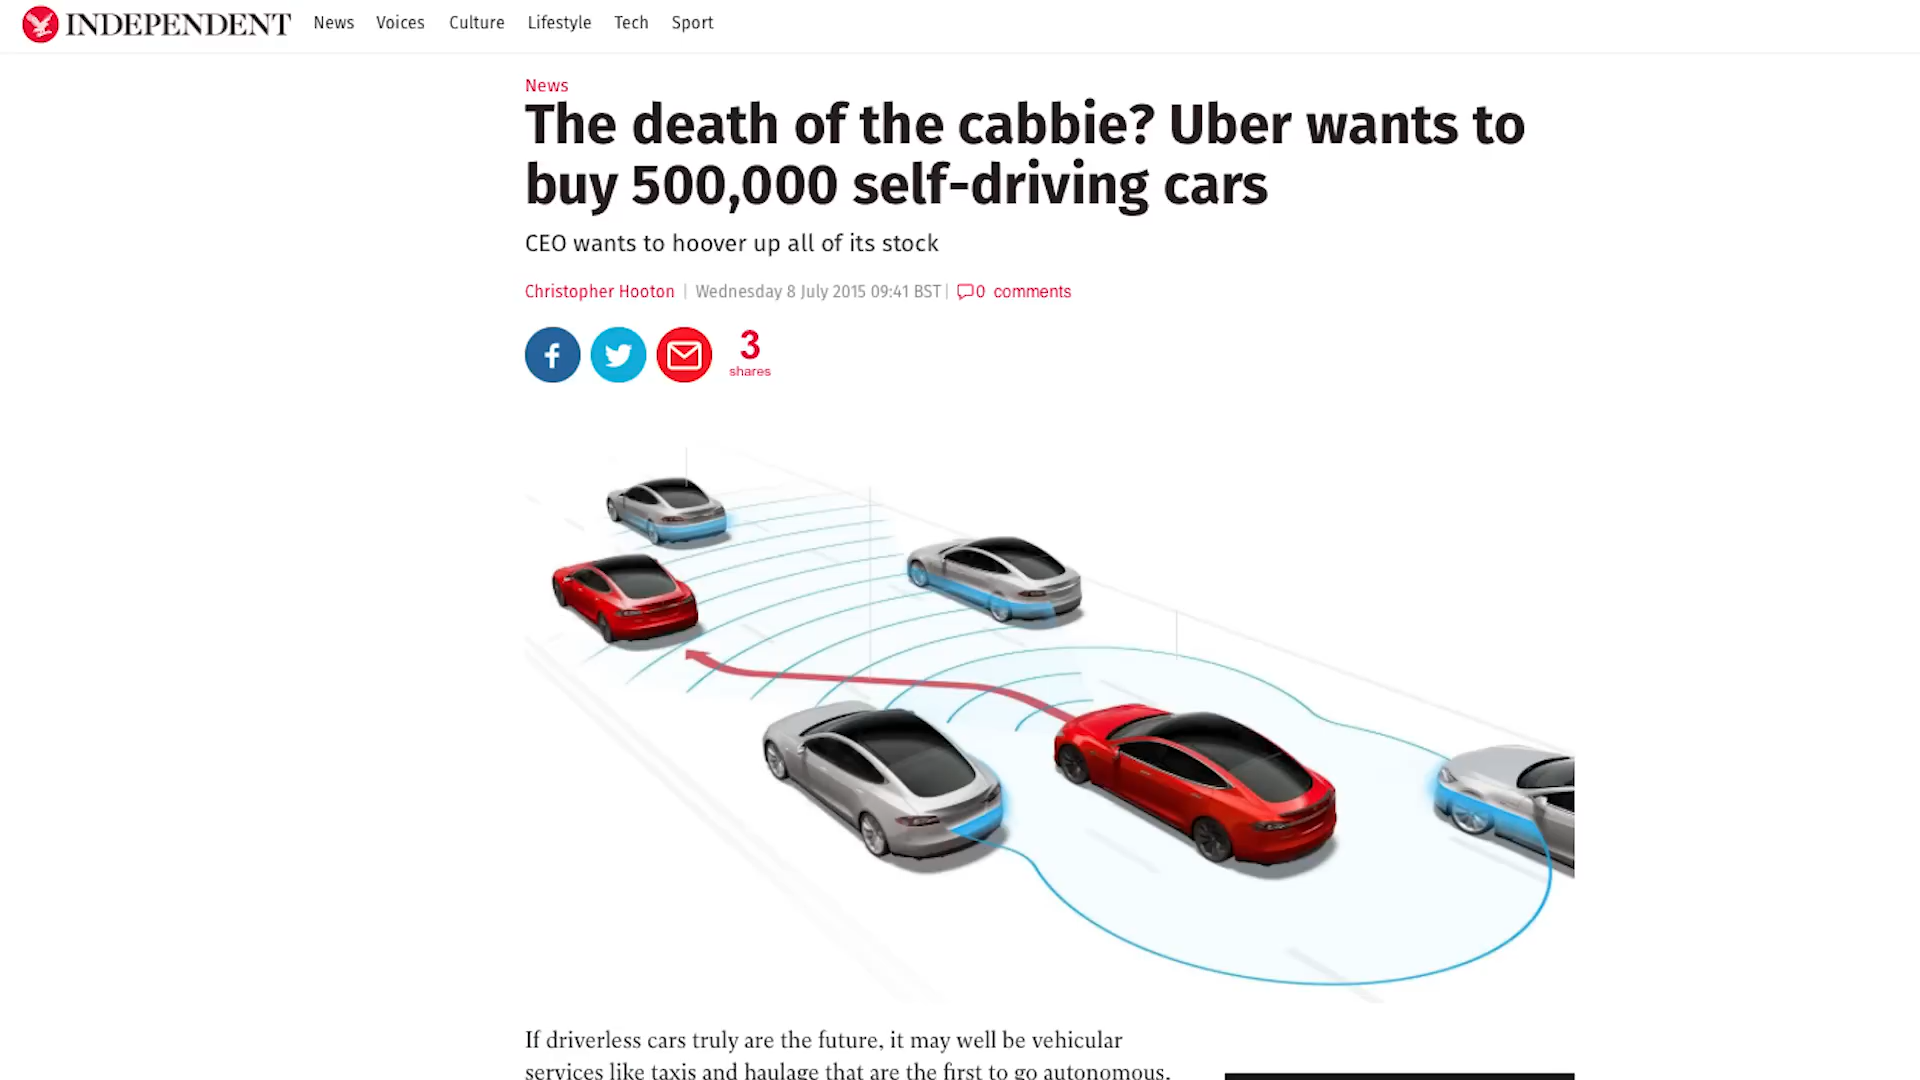 INDEPENDENT News Voices Culture Lifestyle Tech Sport
News
The death of the cabbie? Uber wants to
buy 500,000 self-driving cars
CEO wants to hoover up all of its stock
Christopher Hooton | Wednesday 8 July 2015 09:41 BST | 0 comments
3
shares
If driverless cars truly are the future, it may well be vehicular
services like taxis and haulage that are the first to go autonomous.